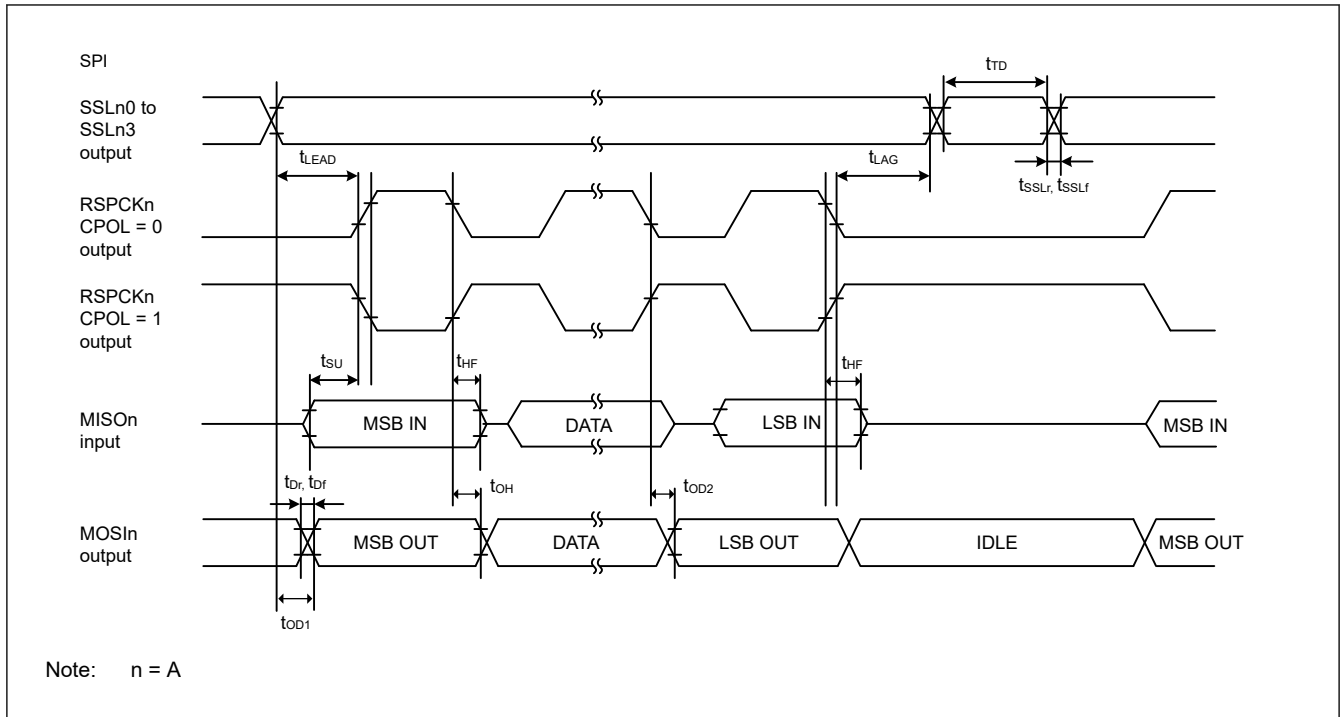 SPI
SSLn0 to
SSLn3
output
tTD
tLEAD
tLAG
tSSLr, tSSLf
RSPCKn
CPOL = 0
output
RSPCKn
CPOL = 1
output
tSU
tHF
tHF
MISOn
input
MSB IN
DATA
LSB IN
MSB IN
tDr, tDf
tOH
tOD2
MOSIn
output
MSB OUT
DATA
LSB OUT
IDLE
MSB OUT
tOD1
Note: n = A